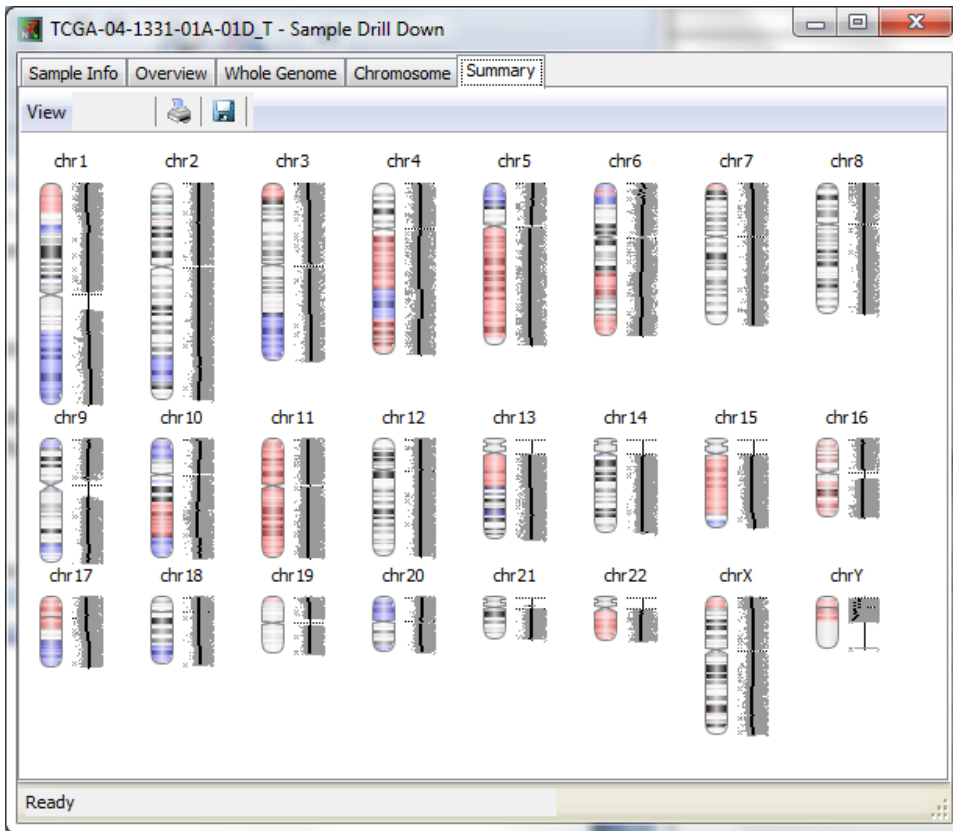 TCGA-04-1331-01A-01D_T - Sample Drill Down
Sample Info Overview Whole Genome Chromosome Summary
View
chr1 chr2 chr3 chr4 chr5 chr6 chr7 chr8
chr9 chr10 chr11 chr12 chr13 chr14 chr15 chr16
chr17 chr18 chr19 chr20 chr21 chr22 chrX chrY
Ready